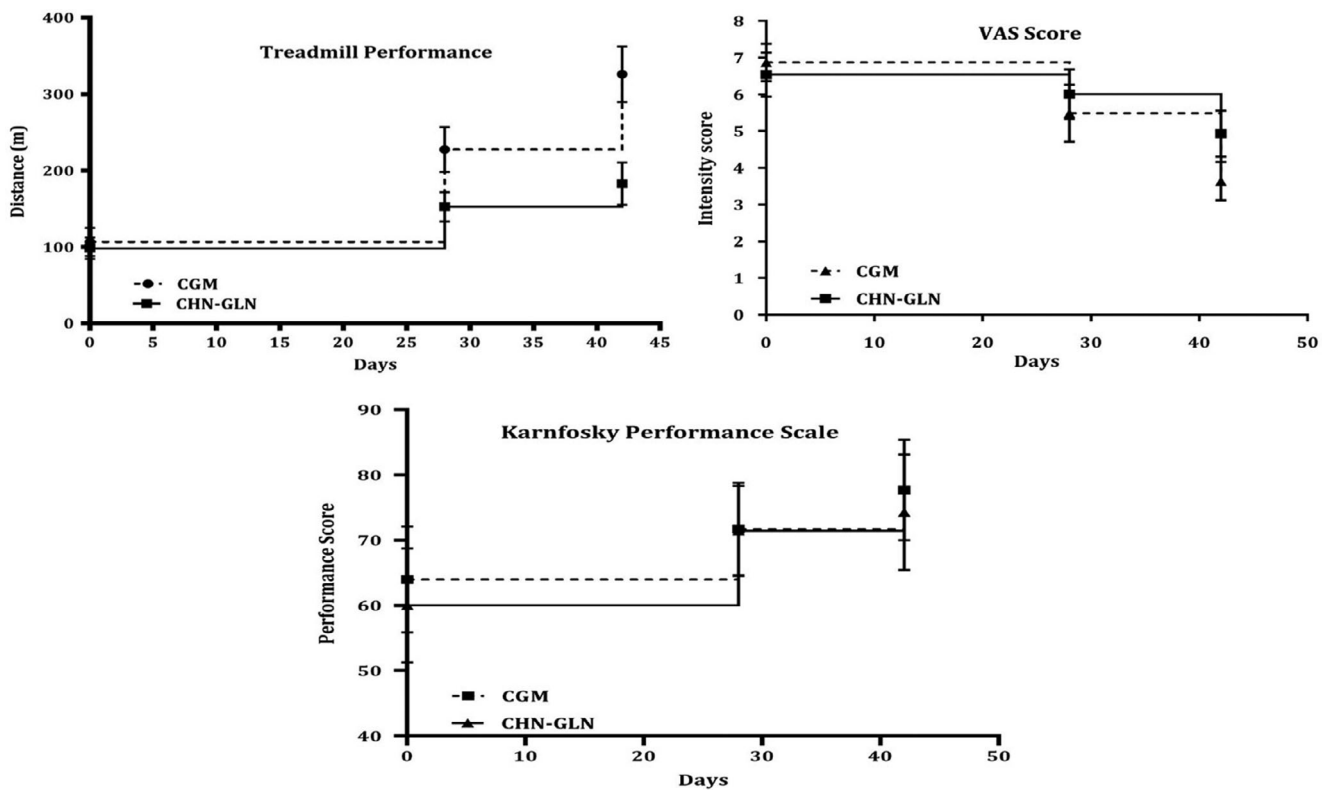 Treadmill Performance
Distance (m)
400
300
200
100
0
0 5 10 15 20 25 30 35 40 45
Days
CGM
CHN-GLN
VAS Score
Intensity score
8
7
6
5
4
3
2
1
0
0 10 20 30 40 50
Days
CGM
CHN-GLN
Karnfosky Performance Scale
Performance Score
90
80
70
60
50
40
0 10 20 30 40 50
Days
CGM
CHN-GLN